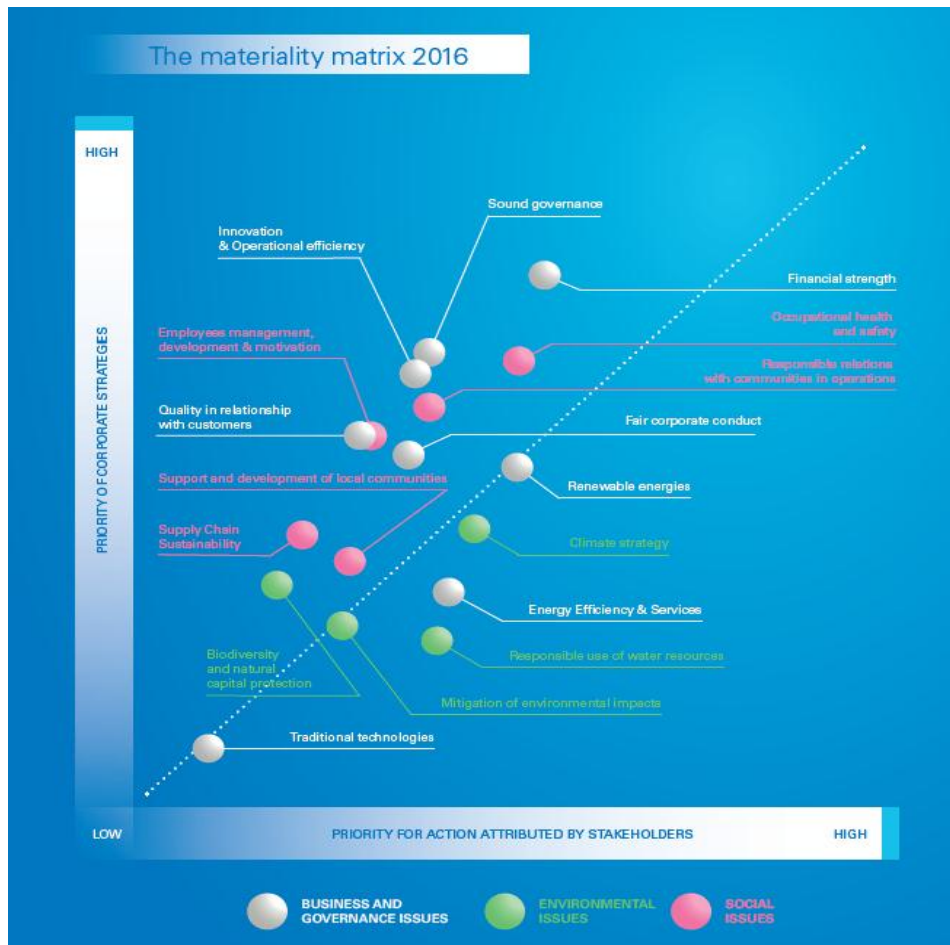 The materiality matrix 2016
HIGH
PRIORITY OF CORPORATE STRATEGIES
Sound governance
Innovation
& Operational efficiency
Financial strength
Occupational health
and safety
Employees management,
development & motivation
Responsible relations
with communities in operations
Quality in relationship
with customers
Fair corporate conduct
Support and development of local communities
Renewable energies
Supply Chain
Sustainability
Climate strategy
Energy Efficiency & Services
Biodiversity
and natural
capital protection
Responsible use of water resources
Mitigation of environmental impacts
Traditional technologies
LOW
PRIORITY FOR ACTION ATTRIBUTED BY STAKEHOLDERS
HIGH
BUSINESS AND
GOVERNANCE ISSUES
ENVIRONMENTAL
ISSUES
SOCIAL
ISSUES